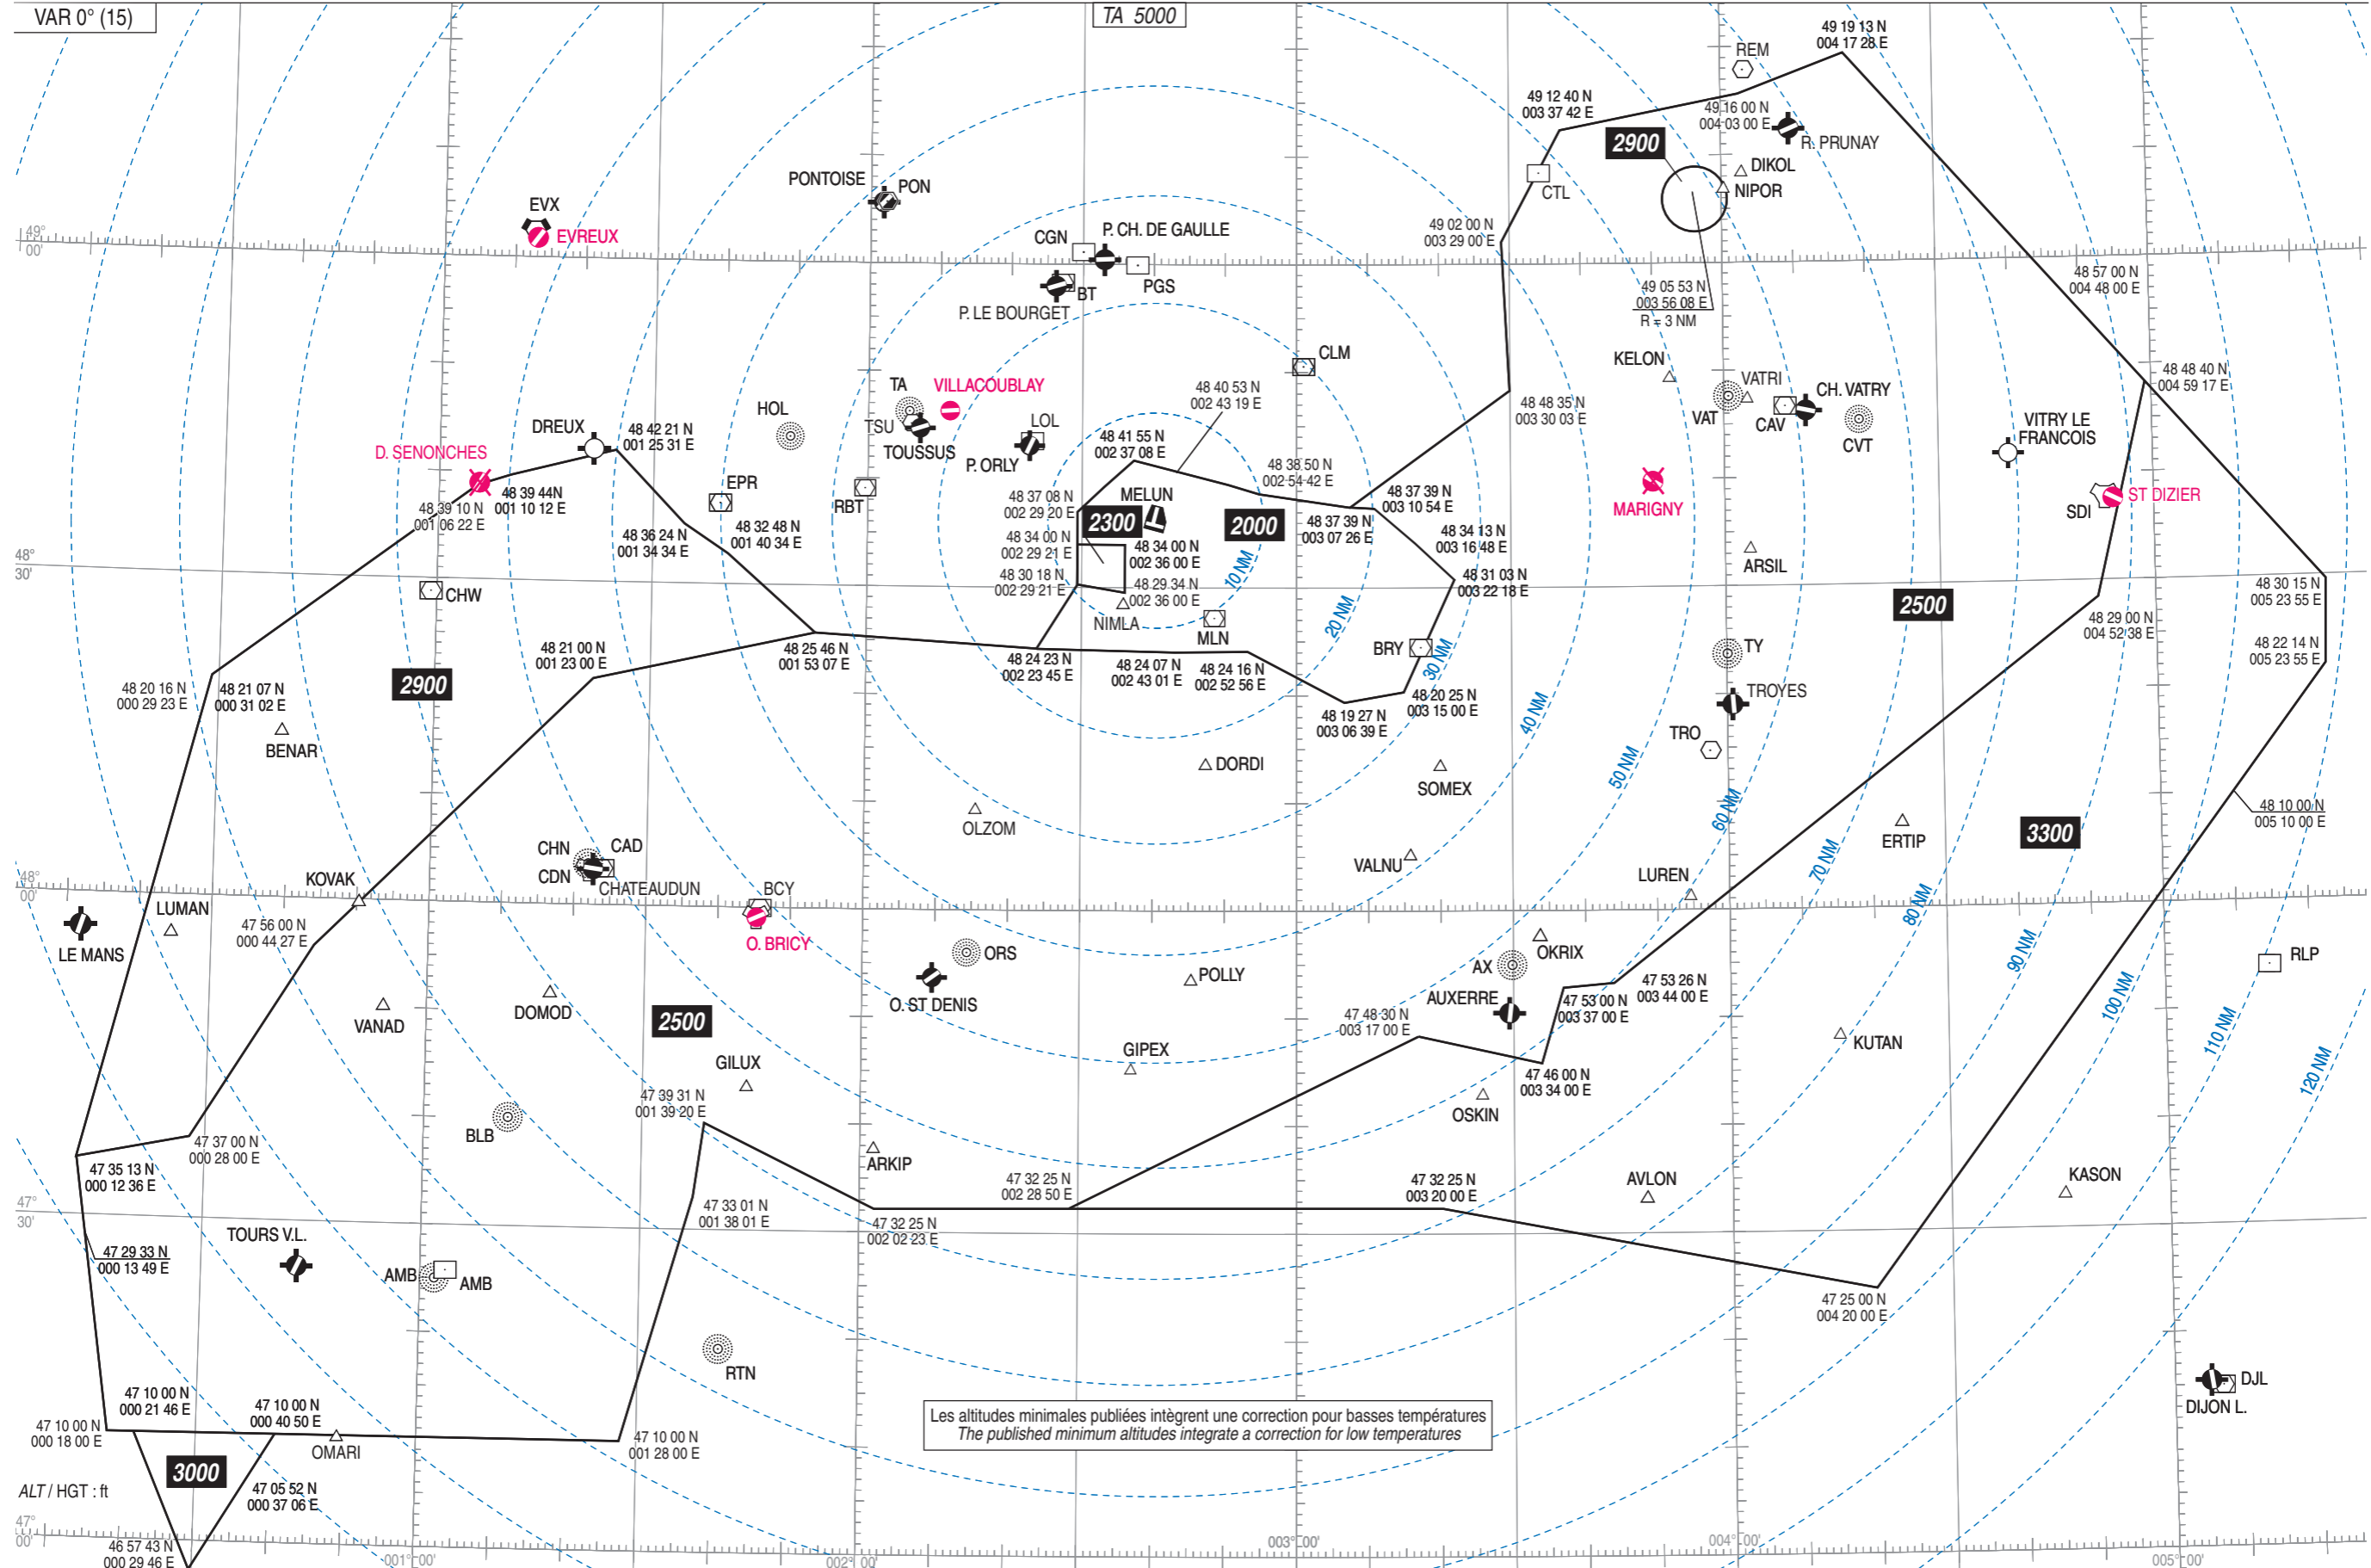 VAR 0° (15)
TA 5000
49 19 13 N
004 17 28 E
REM
49 12 40 N
003 37 42 E
49 16 00 N
004 03 00 E
2900
R. PRUNAY
DIKOL
NIPOR
CTL
PONTOISE
PON
EVX
EVREUX
49°
00'
CGN
P. CH. DE GAULLE
PGS
BT
P. LE BOURGET
49 02 00 N
003 29 00 E
49 05 53 N
003 56 08 E
R = 3 NM
48 57 00 N
004 48 00 E
CLM
KELON
48 48 40 N
004 59 17 E
TA
VILLACOUBLAY
HOL
TSU
TOUSSUS
LOL
P. ORLY
48 40 53 N
002 43 19 E
48 48 35 N
003 30 03 E
VATRI
VAT
CAV
CH. VATRY
CVT
VITRY LE
FRANCOIS
DREUX
48 42 21 N
001 25 31 E
D. SENONCHES
48 39 44N
001 10 12 E
48 39 10 N
001 06 22 E
EPR
RBT
48 41 55 N
002 37 08 E
48 38 50 N
002 54 42 E
48 37 39 N
003 10 54 E
MARIGNY
ST DIZIER
SDI
48 37 08 N
002 29 20 E
MELUN
2300
2000
48 37 39 N
003 07 26 E
48 36 24 N
001 34 34 E
48 32 48 N
001 40 34 E
48 34 00 N
002 29 21 E
48 34 00 N
002 36 00 E
48 34 13 N
003 16 48 E
ARSIL
48°
30'
48 30 18 N
002 29 21 E
48 29 34 N
002 36 00 E
10 NM
48 31 03 N
003 22 18 E
48 30 15 N
005 23 55 E
CHW
NIMLA
MLN
20 NM
2500
48 29 00 N
004 52 38 E
48 21 00 N
001 23 00 E
48 25 46 N
001 53 07 E
48 24 23 N
002 23 45 E
48 24 07 N
002 43 01 E
48 24 16 N
002 52 56 E
BRY
30 NM
TY
48 22 14 N
005 23 55 E
48 20 16 N
000 29 23 E
48 21 07 N
000 31 02 E
2900
48 19 27 N
003 06 39 E
48 20 25 N
003 15 00 E
40 NM
TROYES
TRO
BENAR
DORDI
SOMEX
50 NM
60 NM
48 10 00 N
005 10 00 E
OLZOM
ERTIP
3300
CHN
CAD
CDN
CHATEAUDUN
VALNU
70 NM
48°
00'
KOVAK
BCY
O. BRICY
LUREN
80 NM
LUMAN
LE MANS
47 56 00 N
000 44 27 E
ORS
O. ST DENIS
POLLY
AX
OKRIX
AUXERRE
90 NM
RLP
47 53 26 N
003 44 00 E
47 53 00 N
003 37 00 E
100 NM
VANAD
DOMOD
2500
47 48 30 N
003 17 00 E
110 NM
GILUX
GIPEX
KUTAN
120 NM
47 46 00 N
003 34 00 E
OSKIN
47 39 31 N
001 39 20 E
BLB
47 37 00 N
000 28 00 E
ARKIP
47 35 13 N
000 12 36 E
47 32 25 N
002 28 50 E
47 32 25 N
003 20 00 E
AVLON
KASON
47
30'
47 33 01 N
001 38 01 E
47 32 25 N
002 02 23 E
TOURS V.L.
47 29 33 N
000 13 49 E
AMB
AMB
47 25 00 N
004 20 00 E
RTN
DJL
DIJON L.
47 10 00 N
000 21 46 E
47 10 00 N
000 40 50 E
47 10 00 N
000 18 00 E
OMARI
47 10 00 N
001 28 00 E
Les altitudes minimales publiées intègrent une correction pour basses températures
The published minimum altitudes integrate a correction for low temperatures
3000
ALT / HGT : ft
47 05 52 N
000 37 06 E
47°
00'
46 57 43 N
000 29 46 E
001° 00'
002° 00'
003° 00'
004° 00'
005° 00'